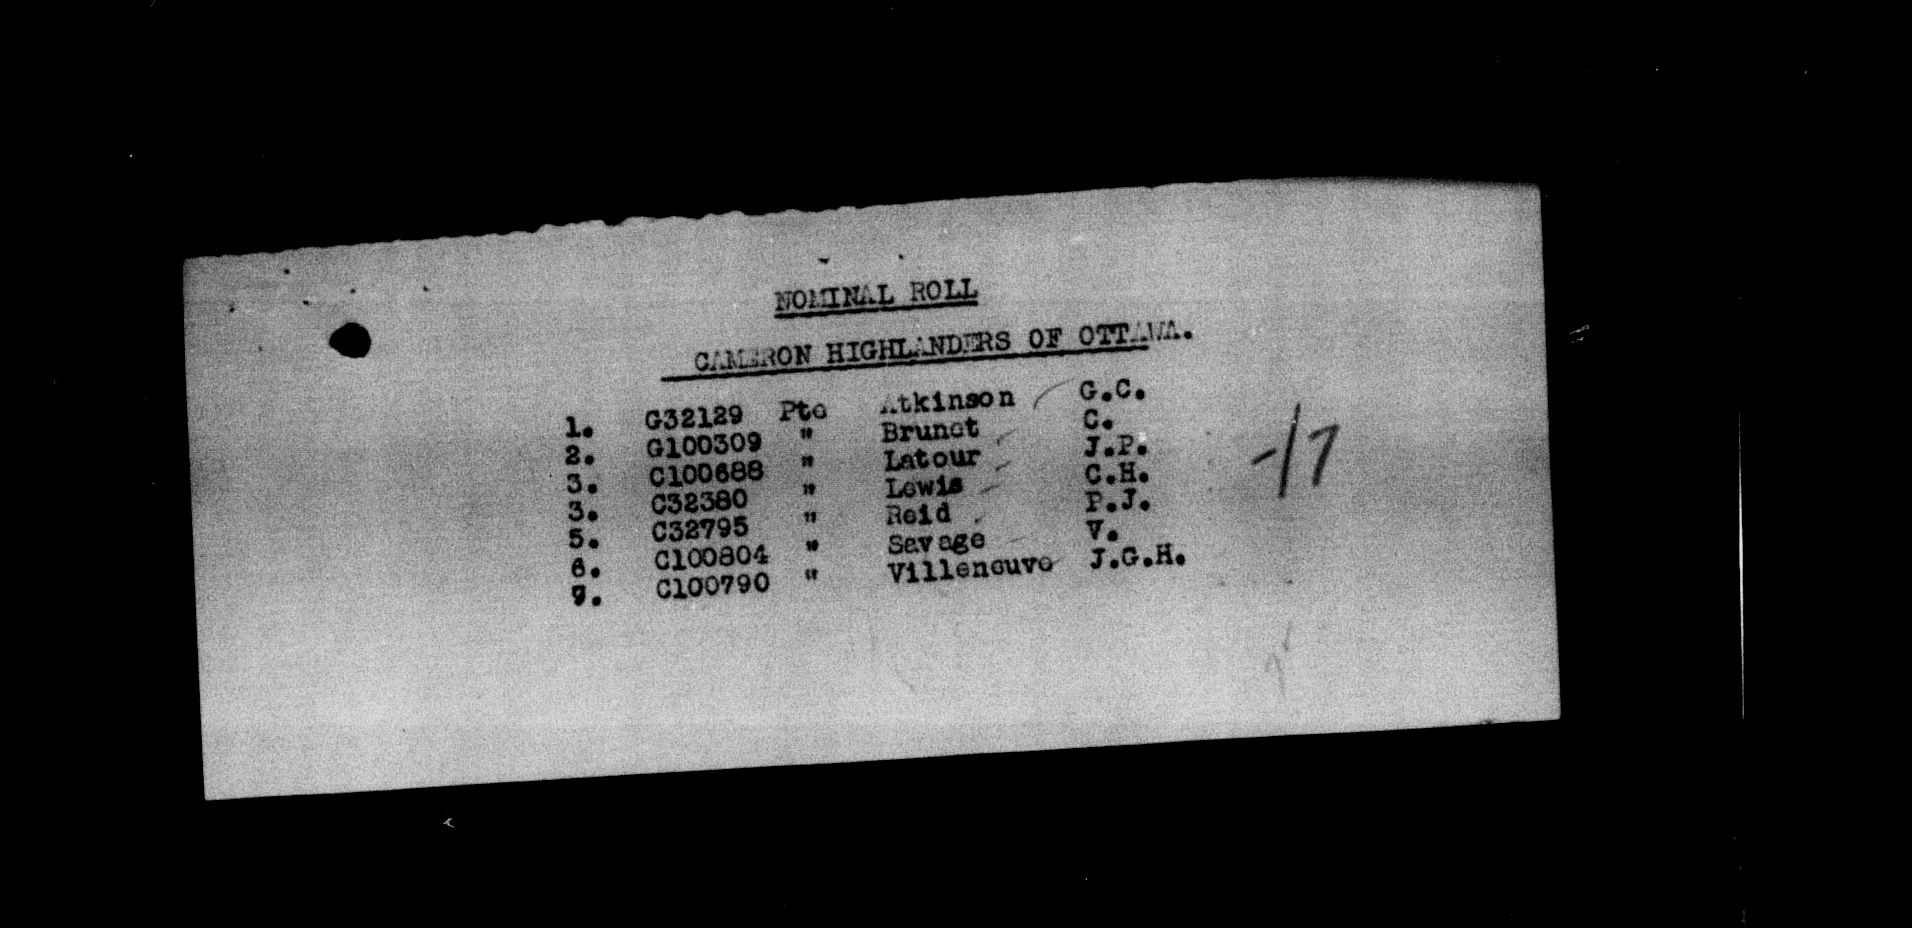 NOMINAL ROLL
CAMERON HIGHLANDERS OF OTTAWA.
1. G32129 Pte Atkinson G.C.
2. G100309 " Brunet C.
3. C100688 " Latour J.P.
3. C32380 " Lewis C.H.
5. C32795 " Reid P.J.
6. C100804 " Savage V.
7. C100790 " Villeneuve J.G.H.
-17